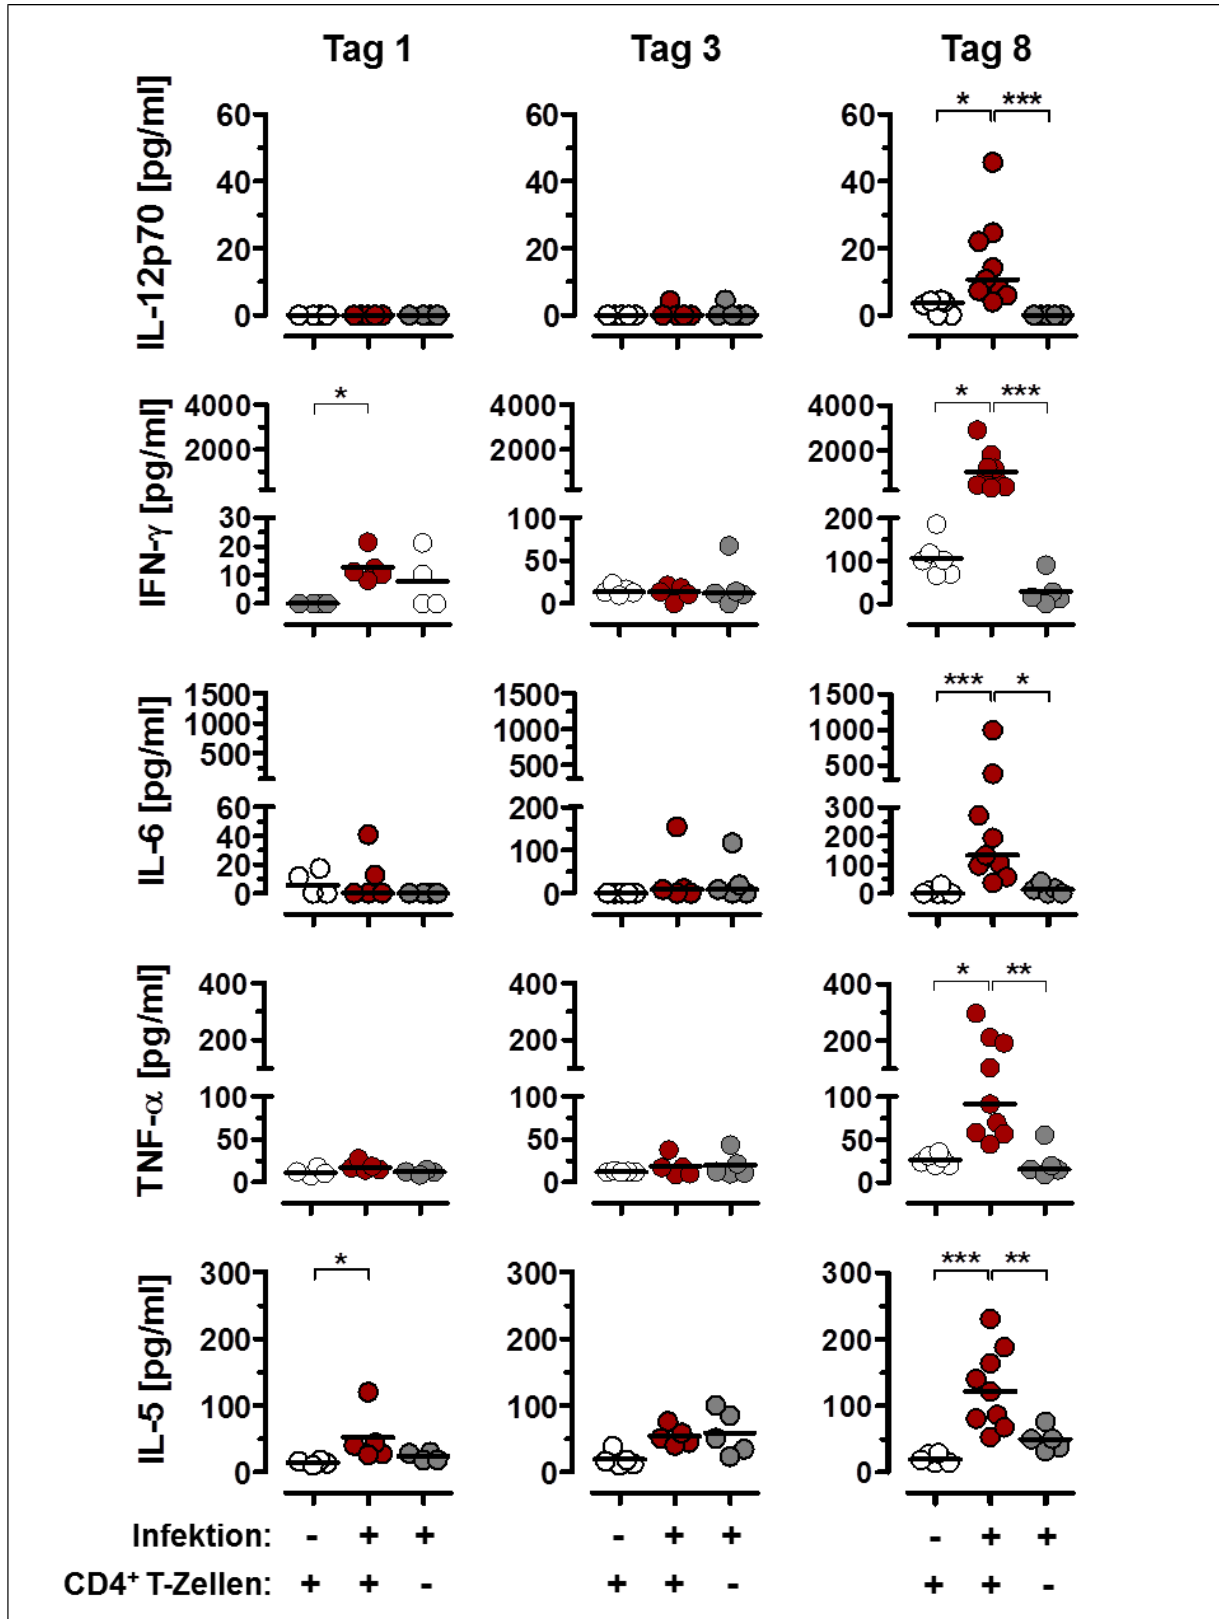 Tag 1 Tag 3 Tag 8
* ***
IL-12p70 [pg/ml]
60 60 60
40 40 40
20 20 20
0 0 0
* * ***
IFN-γ [pg/ml]
4000 4000 4000
2000 2000 2000
30 100 200
20 50 100
10 0 0
0
*** *
IL-6 [pg/ml]
1500 1500 1500
1000 1000 1000
500 500 500
60 200 300
40 100 200
20 0 100
0 0
* **
TNF-α [pg/ml]
400 400 400
200 200 200
100 100 100
50 50 50
0 0 0
* *** **
IL-5 [pg/ml]
300 300 300
200 200 200
100 100 100
0 0 0
Infektion: - + + - + + - + +
CD4⁺ T-Zellen: + + - + + - + + -